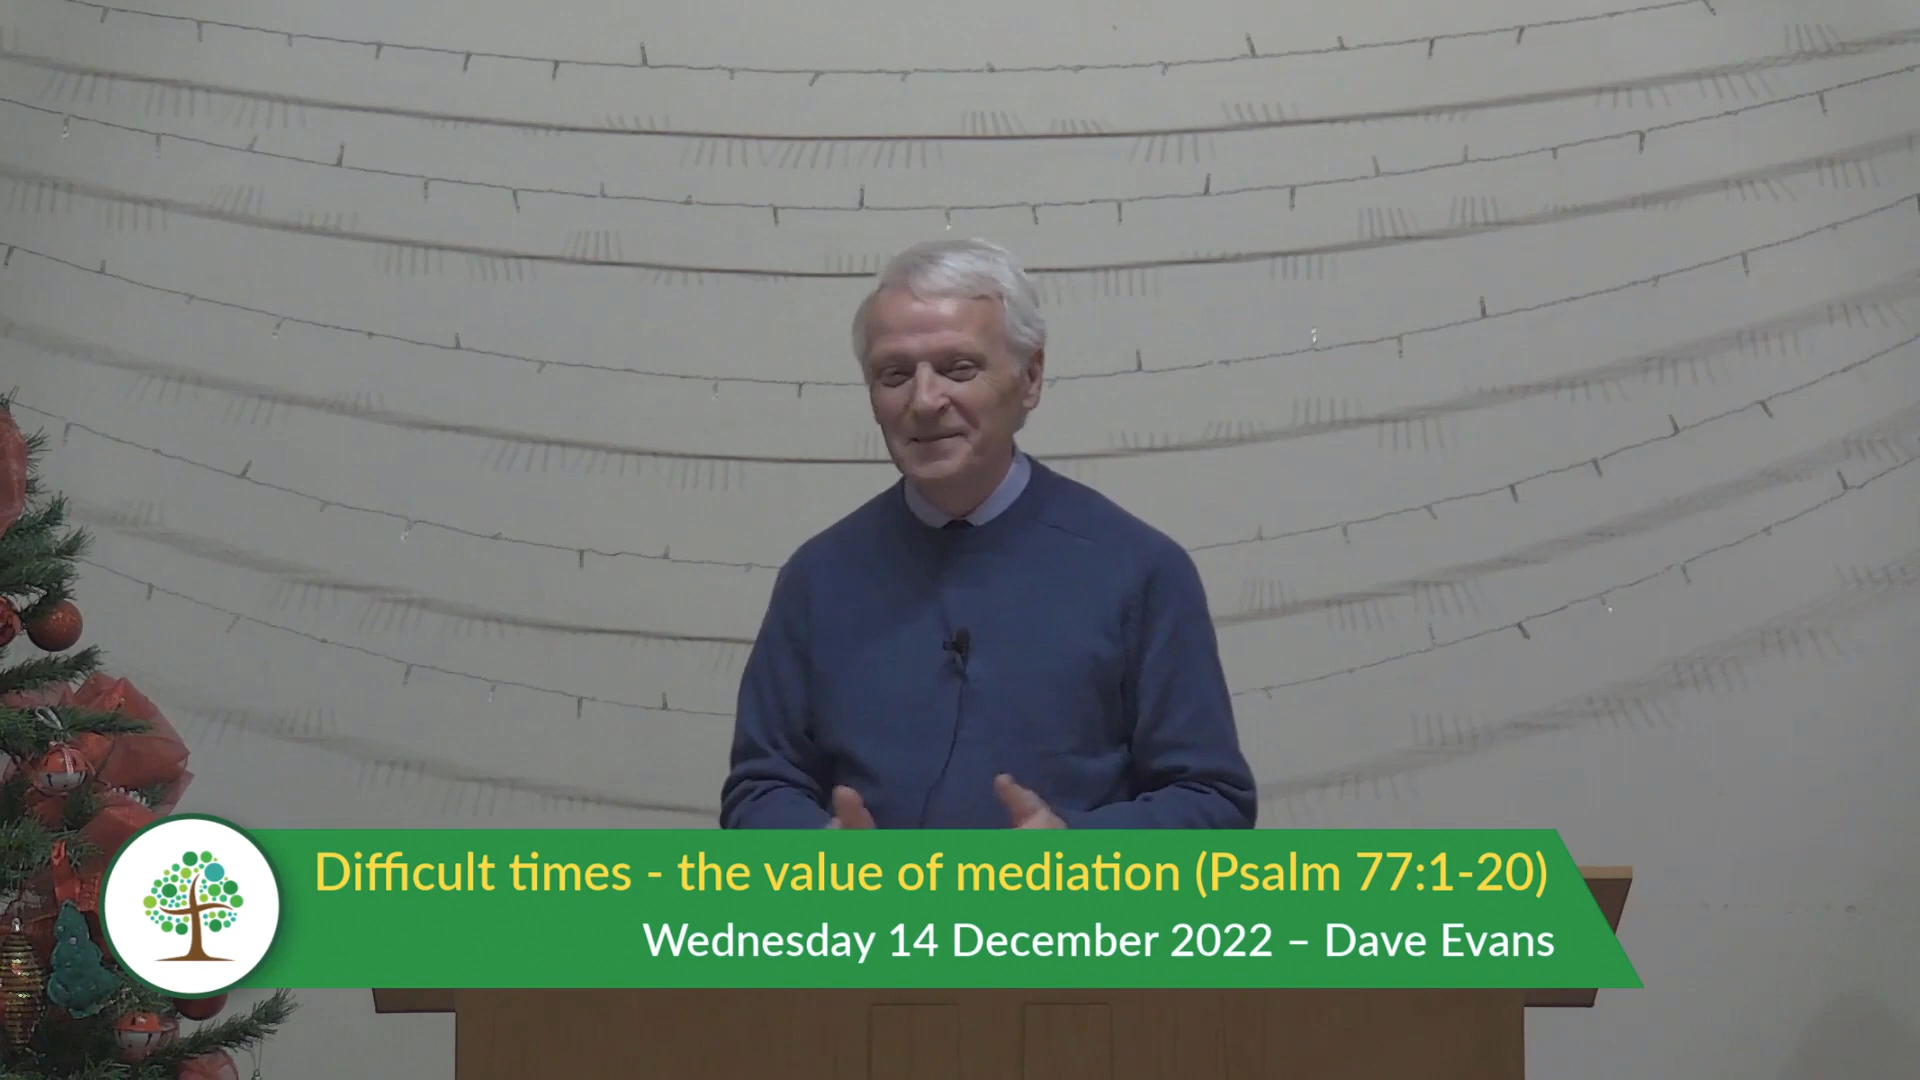 Difficult times - the value of mediation (Psalm 77:1-20)
Wednesday 14 December 2022 – Dave Evans